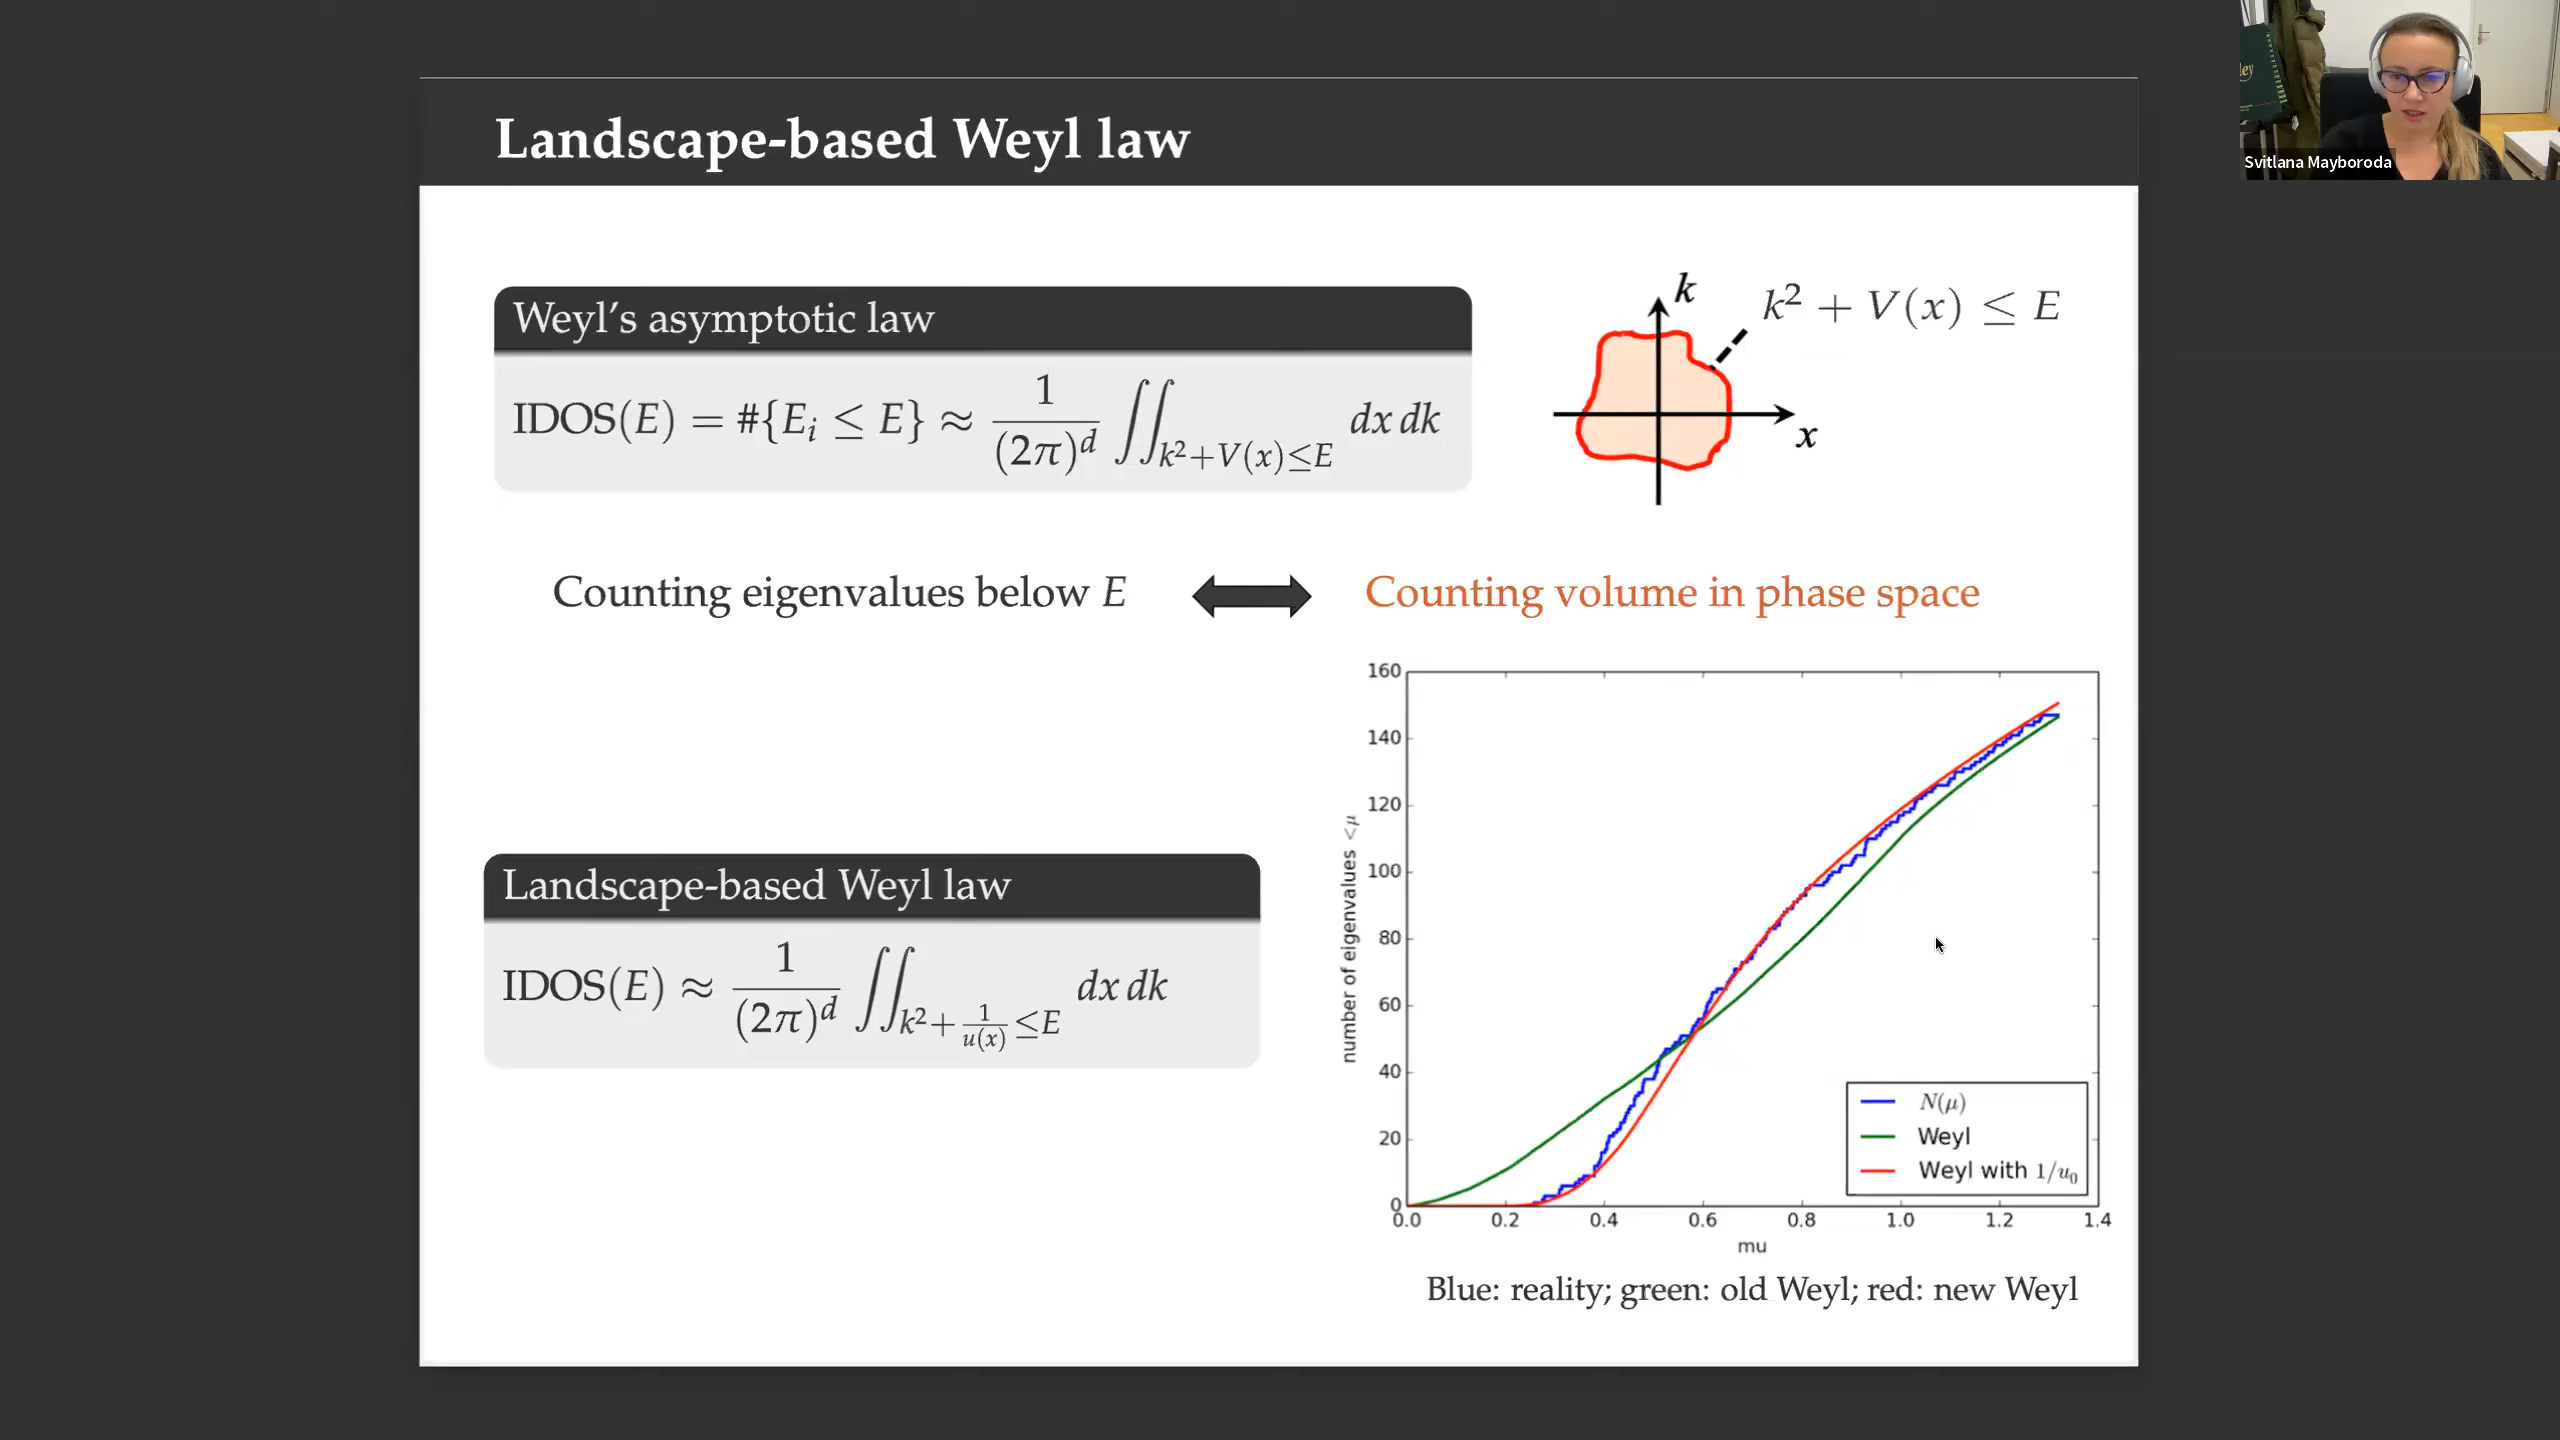 Landscape-based Weyl law
Svitlana Mayboroda
ley
Weyl's asymptotic law
IDOS(E) = #{E_i ≤ E} ≈ 1/(2π)^d ∬_{k²+V(x)≤E} dx dk
k
k² + V(x) ≤ E
x
Counting eigenvalues below E
Counting volume in phase space
Landscape-based Weyl law
IDOS(E) ≈ 1/(2π)^d ∬_{k²+1/u(x)≤E} dx dk
160
140
120
100
80
60
40
20
0
number of eigenvalues <μ
0.0 0.2 0.4 0.6 0.8 1.0 1.2 1.4
mu
N(μ)
Weyl
Weyl with 1/u₀
Blue: reality; green: old Weyl; red: new Weyl